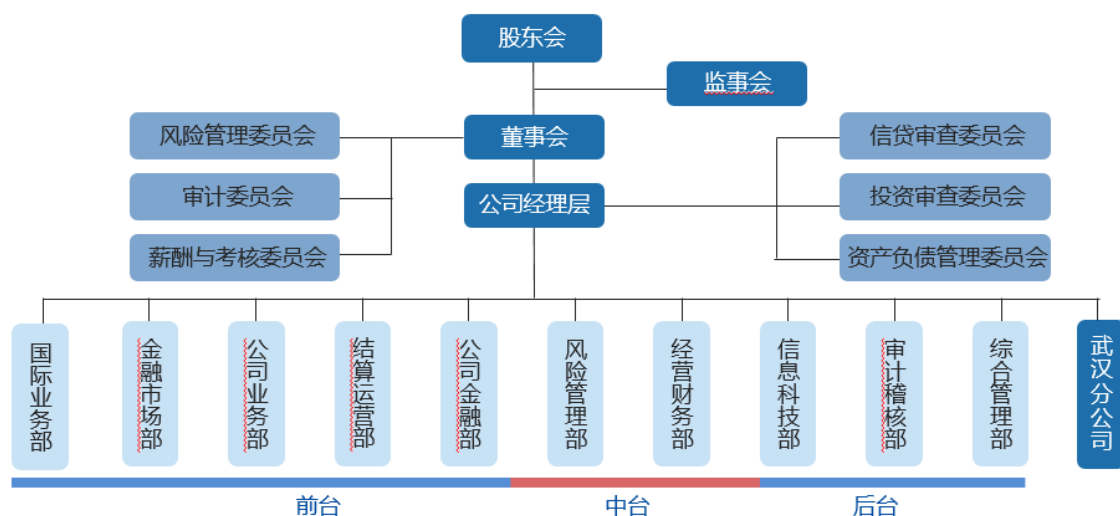 股东会
监事会
风险管理委员会
董事会
信贷审查委员会
审计委员会
公司经理层
投资审查委员会
薪酬与考核委员会
资产负债管理委员会
国际业务部
金融市场部
公司业务部
结算运营部
公司金融部
风险管理部
经营财务部
信息科技部
审计稽核部
综合管理部
武汉分公司
前台
中台
后台